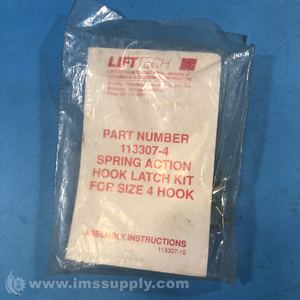 LIFTTECH
PART NUMBER
113307-4
SPRING ACTION
HOOK LATCH KIT
FOR SIZE 4 HOOK
ASSEMBLY INSTRUCTIONS
113307-10
© www.imssupply.com